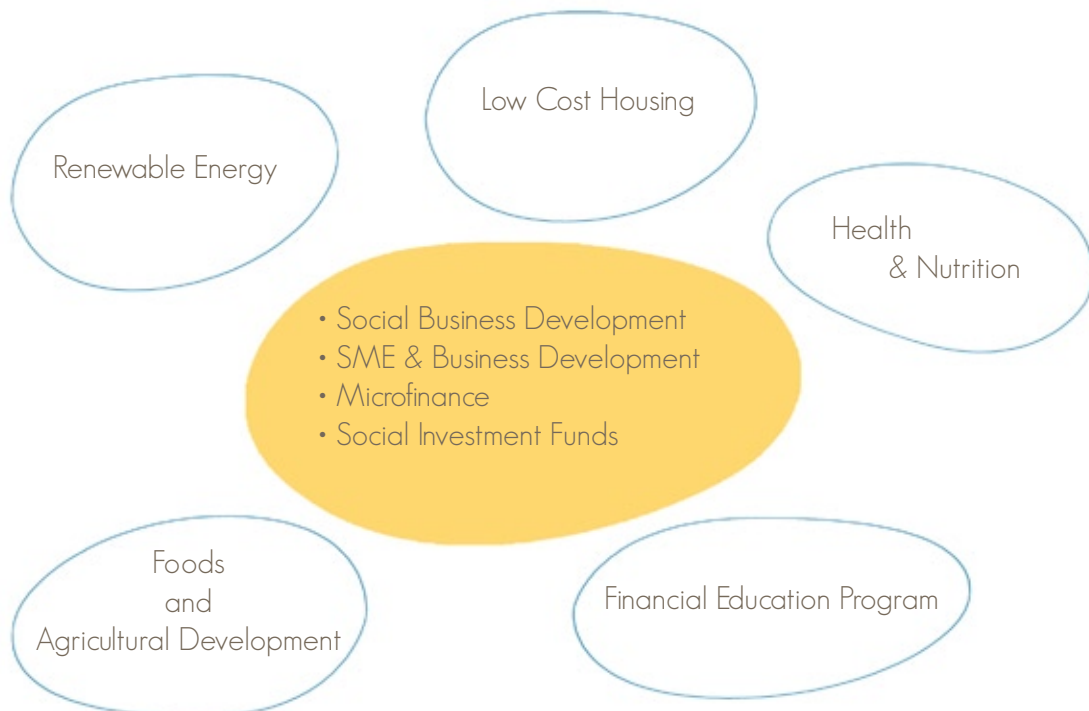 Low Cost Housing
Renewable Energy
Health
& Nutrition
• Social Business Development
• SME & Business Development
• Microfinance
• Social Investment Funds
Foods
and
Agricultural Development
Financial Education Program